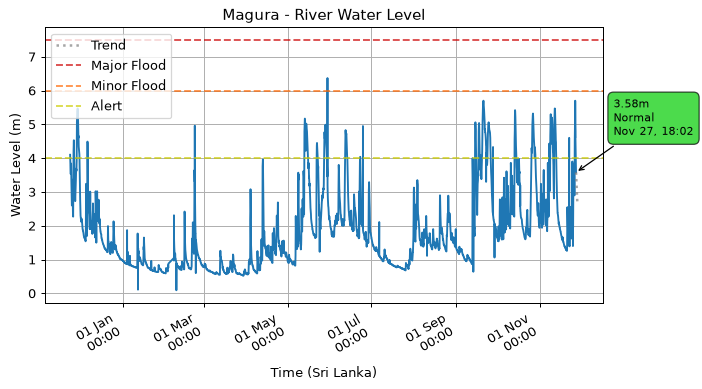 Magura - River Water Level
Water Level (m)
7
6
5
4
3
2
1
0
Trend
Major Flood
Minor Flood
Alert
3.58m
Normal
Nov 27, 18:02
01 Jan
00:00
01 Mar
00:00
01 May
00:00
01 Jul
00:00
01 Sep
00:00
01 Nov
00:00
Time (Sri Lanka)